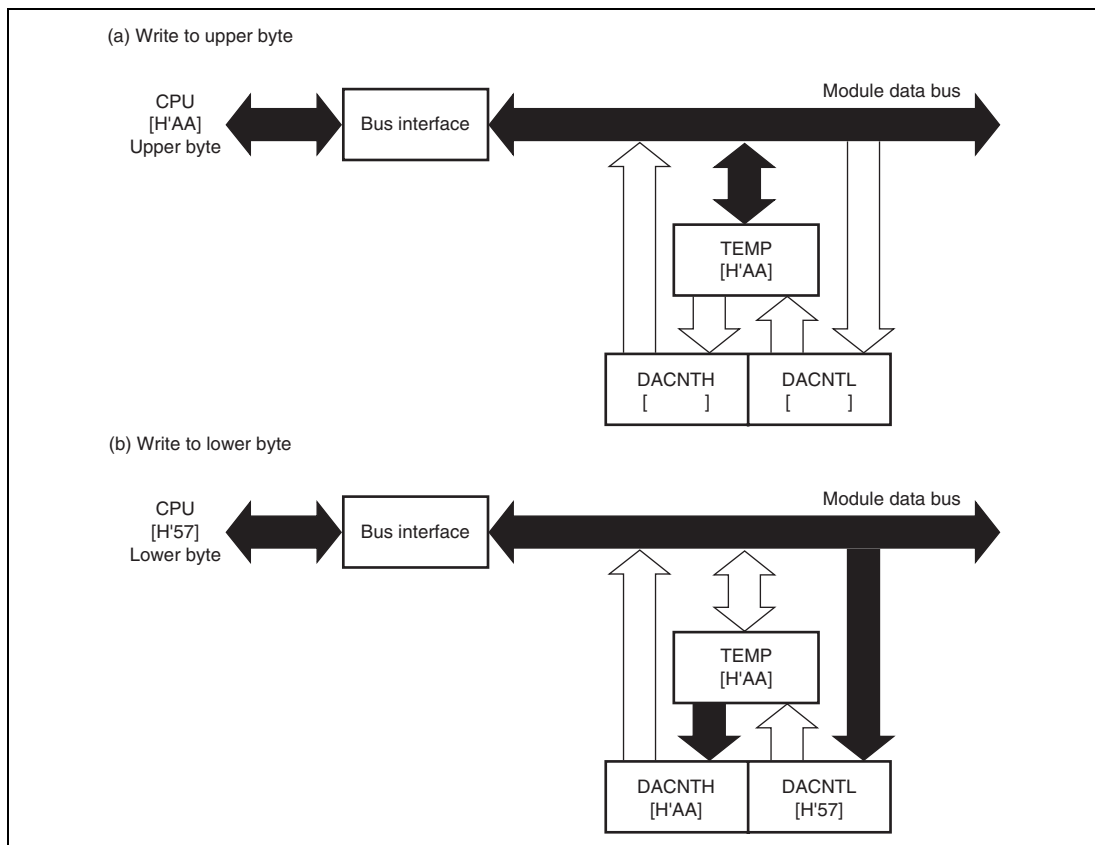 (a) Write to upper byte
CPU
[H'AA]
Upper byte
Bus interface
Module data bus
TEMP
[H'AA]
DACNTH
[ ]
DACNTL
[ ]
(b) Write to lower byte
CPU
[H'57]
Lower byte
Bus interface
Module data bus
TEMP
[H'AA]
DACNTH
[H'AA]
DACNTL
[H'57]